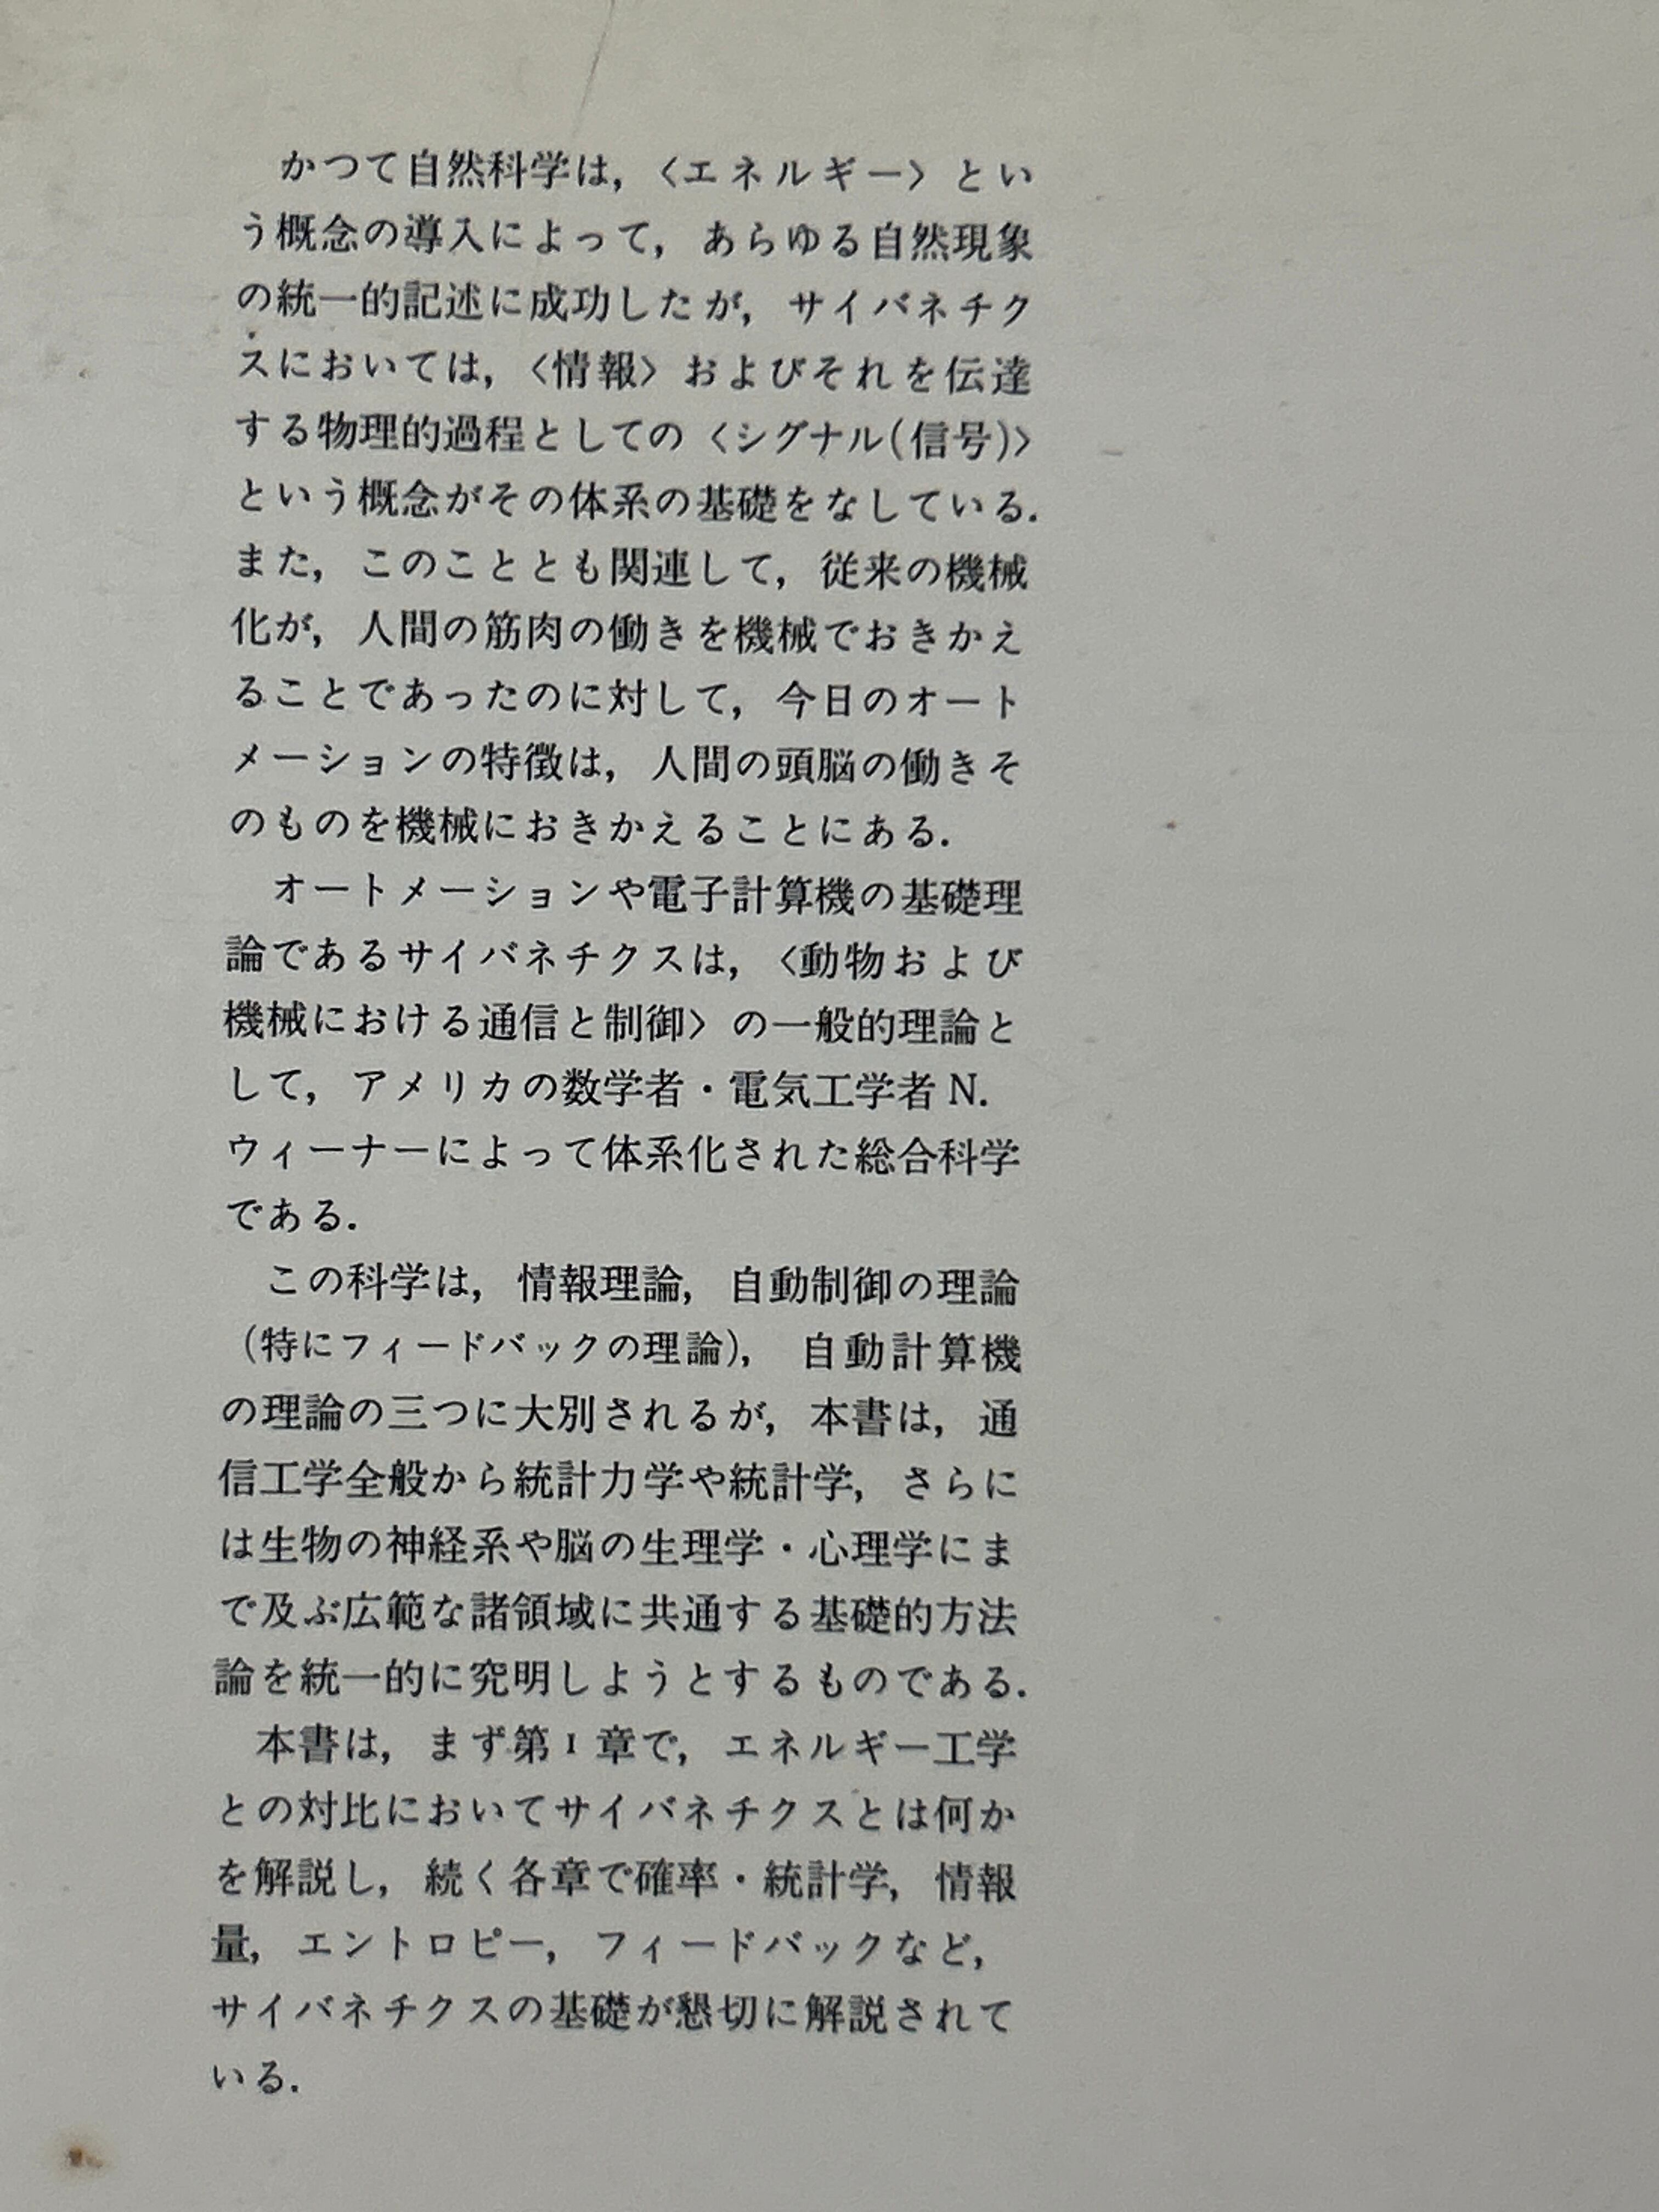 かつて自然科学は，〈エネルギー〉とい
う概念の導入によって，あらゆる自然現象
の統一的記述に成功したが，サイバネチク
スにおいては，〈情報〉およびそれを伝達
する物理的過程としての〈シグナル(信号)〉
という概念がその体系の基礎をなしている．
また，このこととも関連して，従来の機械
化が，人間の筋肉の働きを機械でおきかえ
ることであったのに対して，今日のオート
メーションの特徴は，人間の頭脳の働きそ
のものを機械におきかえることにある．
オートメーションや電子計算機の基礎理
論であるサイバネチクスは，〈動物および
機械における通信と制御〉の一般的理論と
して，アメリカの数学者・電気工学者 N.
ウィーナーによって体系化された総合科学
である．
この科学は，情報理論，自動制御の理論
（特にフィードバックの理論），自動計算機
の理論の三つに大別されるが，本書は，通
信工学全般から統計力学や統計学，さらに
は生物の神経系や脳の生理学・心理学にま
で及ぶ広範な諸領域に共通する基礎的方法
論を統一的に究明しようとするものである．
本書は，まず第 I 章で，エネルギー工学
との対比においてサイバネチクスとは何か
を解説し，続く各章で確率・統計学，情報
量，エントロピー，フィードバックなど，
サイバネチクスの基礎が懇切に解説されて
いる．